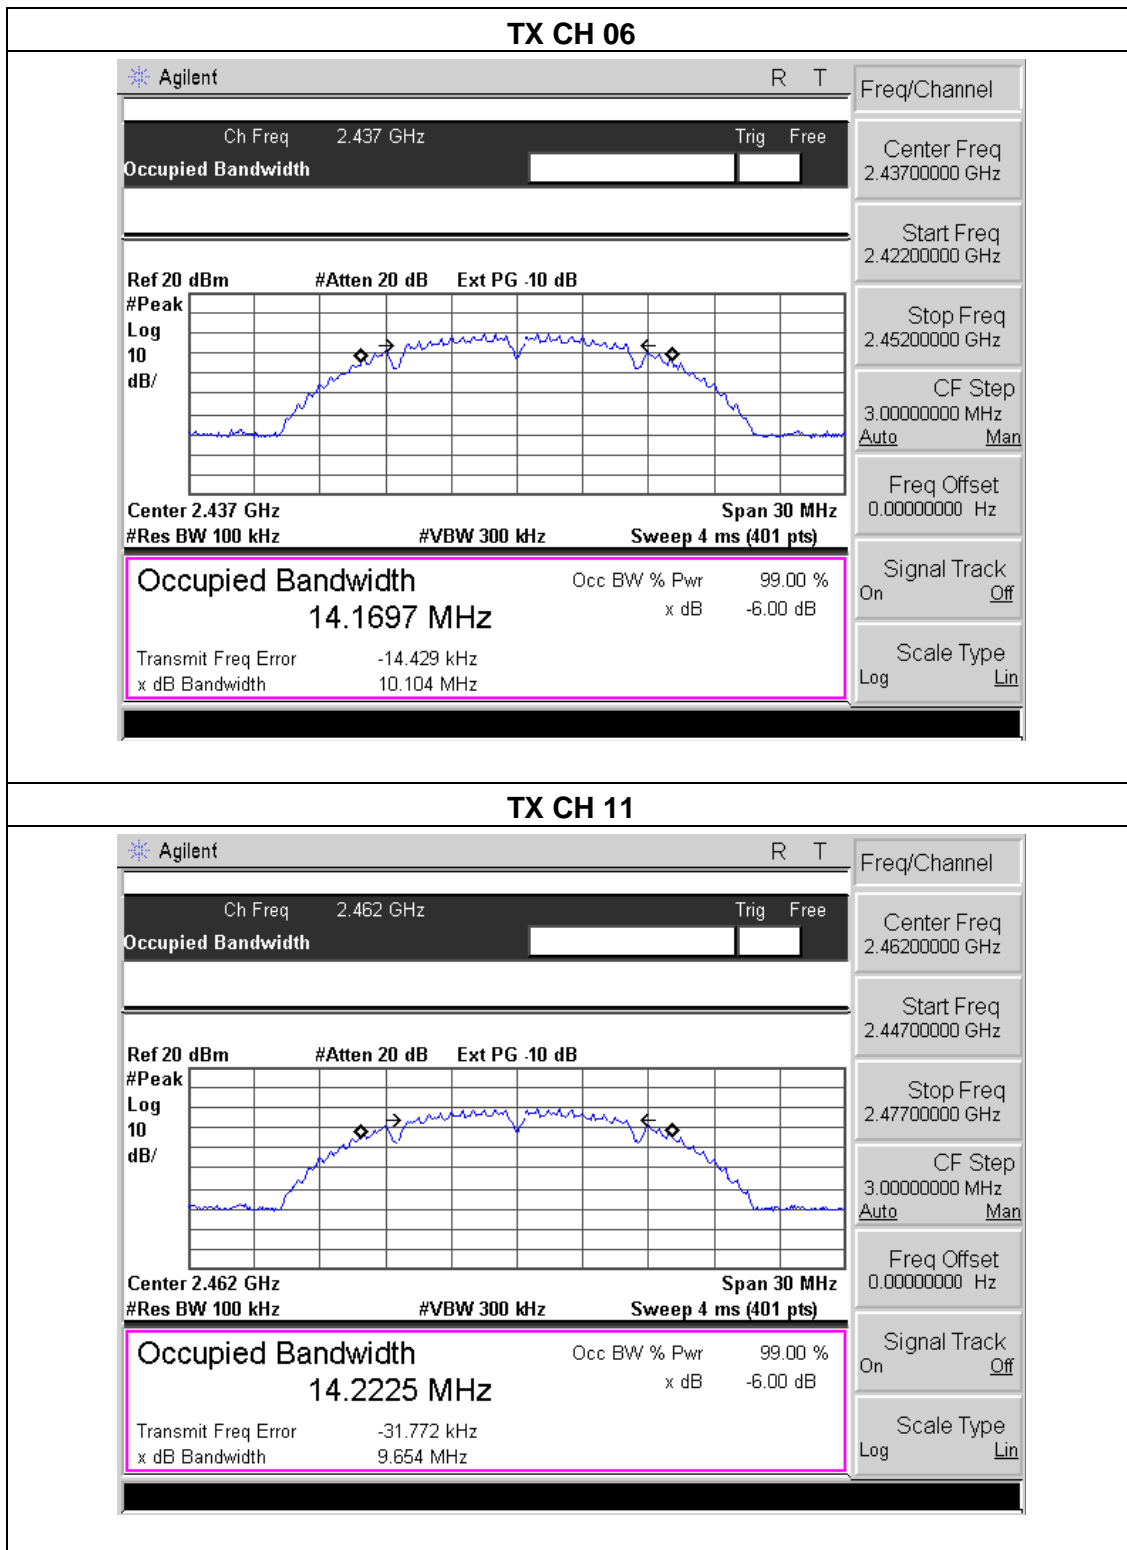 TX CH 06
Agilent R T
Freq/Channel
Ch Freq 2.437 GHz Trig Free
Occupied Bandwidth
Center Freq
2.43700000 GHz
Start Freq
2.42200000 GHz
Stop Freq
2.45200000 GHz
CF Step
3.00000000 MHz
Auto Man
Freq Offset
0.00000000 Hz
Signal Track
On Off
Scale Type
Log Lin
Ref 20 dBm #Atten 20 dB Ext PG -10 dB
#Peak
Log
10
dB/
Center 2.437 GHz Span 30 MHz
#Res BW 100 kHz #VBW 300 kHz Sweep 4 ms (401 pts)
Occupied Bandwidth Occ BW % Pwr 99.00 %
14.1697 MHz x dB -6.00 dB
Transmit Freq Error -14.429 kHz
x dB Bandwidth 10.104 MHz
TX CH 11
Agilent R T
Freq/Channel
Ch Freq 2.462 GHz Trig Free
Occupied Bandwidth
Center Freq
2.46200000 GHz
Start Freq
2.44700000 GHz
Stop Freq
2.47700000 GHz
CF Step
3.00000000 MHz
Auto Man
Freq Offset
0.00000000 Hz
Signal Track
On Off
Scale Type
Log Lin
Ref 20 dBm #Atten 20 dB Ext PG -10 dB
#Peak
Log
10
dB/
Center 2.462 GHz Span 30 MHz
#Res BW 100 kHz #VBW 300 kHz Sweep 4 ms (401 pts)
Occupied Bandwidth Occ BW % Pwr 99.00 %
14.2225 MHz x dB -6.00 dB
Transmit Freq Error -31.772 kHz
x dB Bandwidth 9.654 MHz